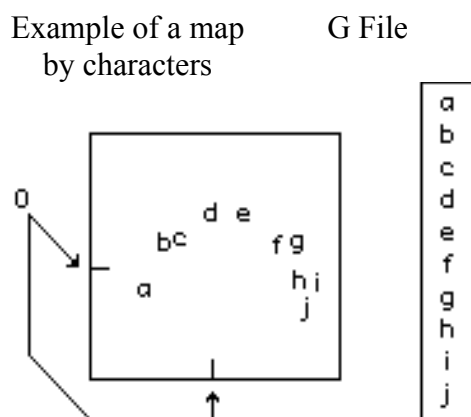 Example of a map
by characters
G File
0
d e
b c
f g
a
h i
j
a
b
c
d
e
f
g
h
i
j